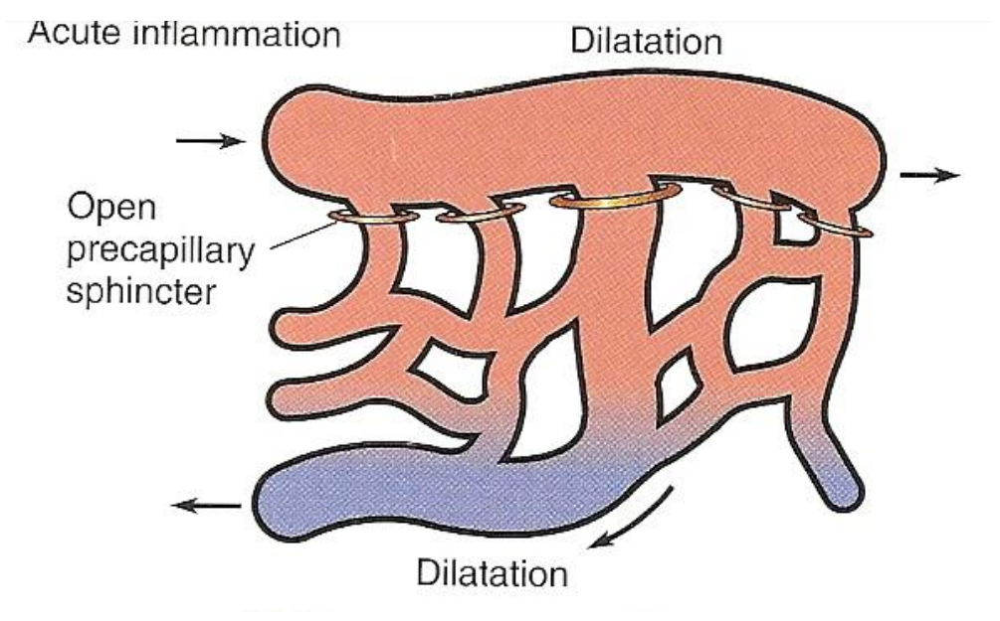 Acute inflammation
Dilatation
Open
precapillary
sphincter
Dilatation